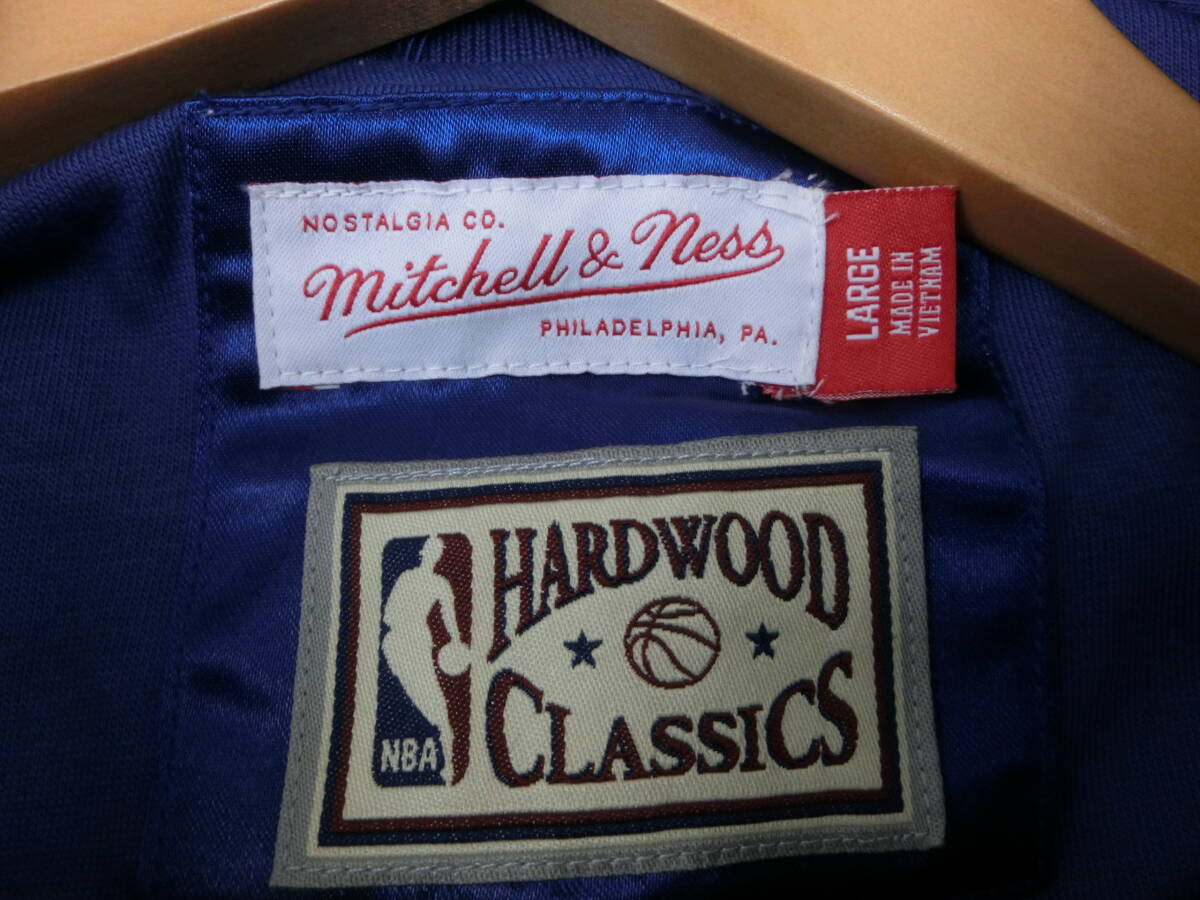 NOSTALGIA CO.
Mitchell & Ness
PHILADELPHIA, PA.
LARGE
MADE IN
VIETNAM
HARDWOOD
CLASSICS
NBA